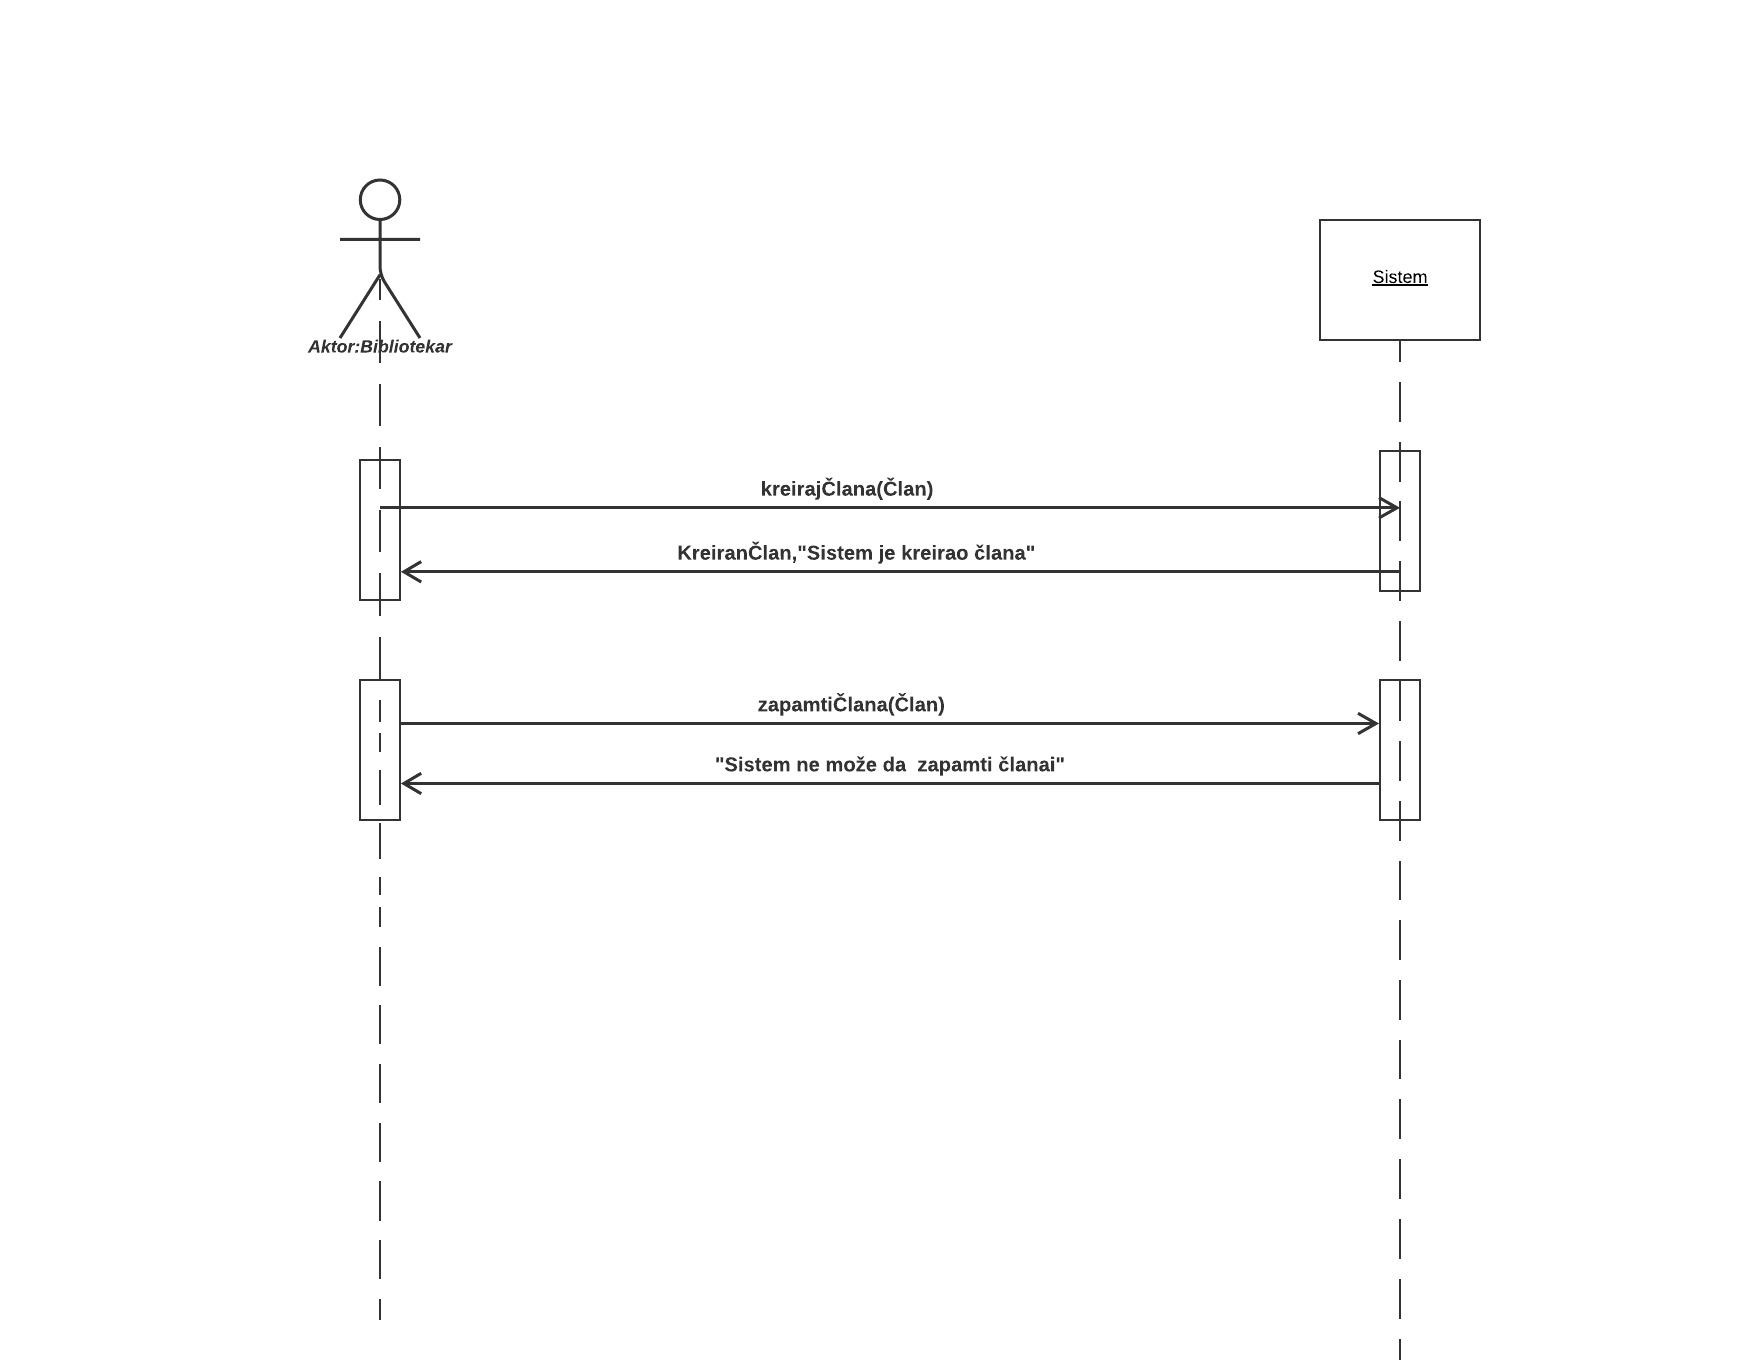 Sistem
Aktor:Bibliotekar
kreirajČlana(Član)
KreiranČlan,"Sistem je kreirao člana"
zapamtiČlana(Član)
"Sistem ne može da  zapamti članai"